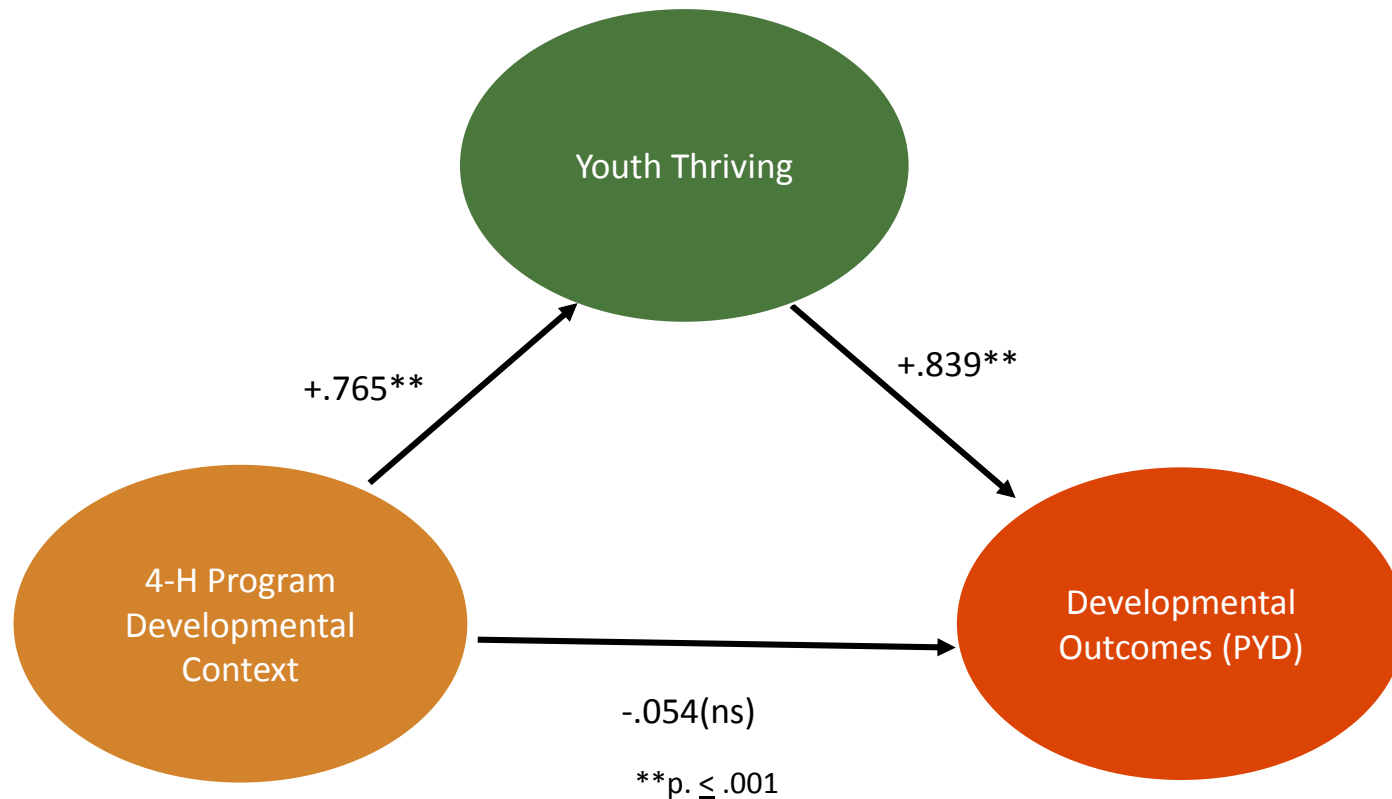 Youth Thriving
+.765**
+.839**
4-H Program
Developmental
Context
Developmental
Outcomes (PYD)
-.054(ns)
**p. ≤ .001